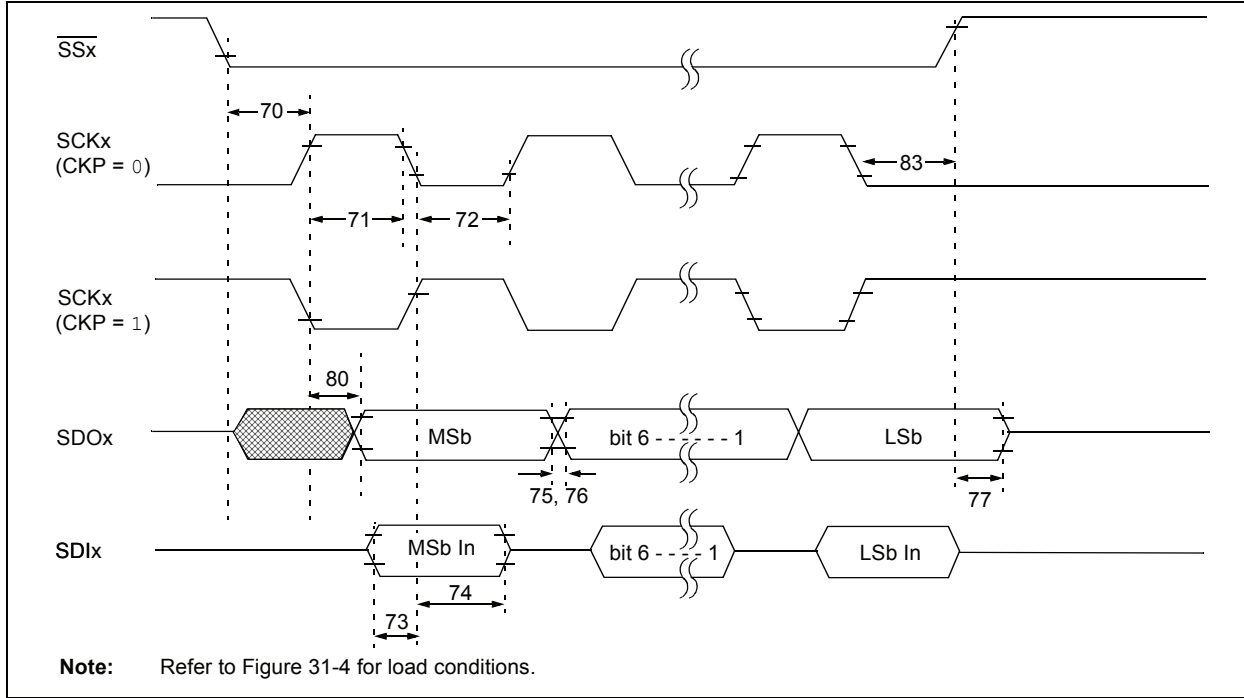 SSx
70
SCKx
(CKP = 0)
83
71
72
SCKx
(CKP = 1)
80
SDOx
MSb
bit 6 - - - - - - 1
LSb
75, 76
77
SDIx
MSb In
bit 6 - - - - 1
LSb In
74
73
Note: Refer to Figure 31-4 for load conditions.